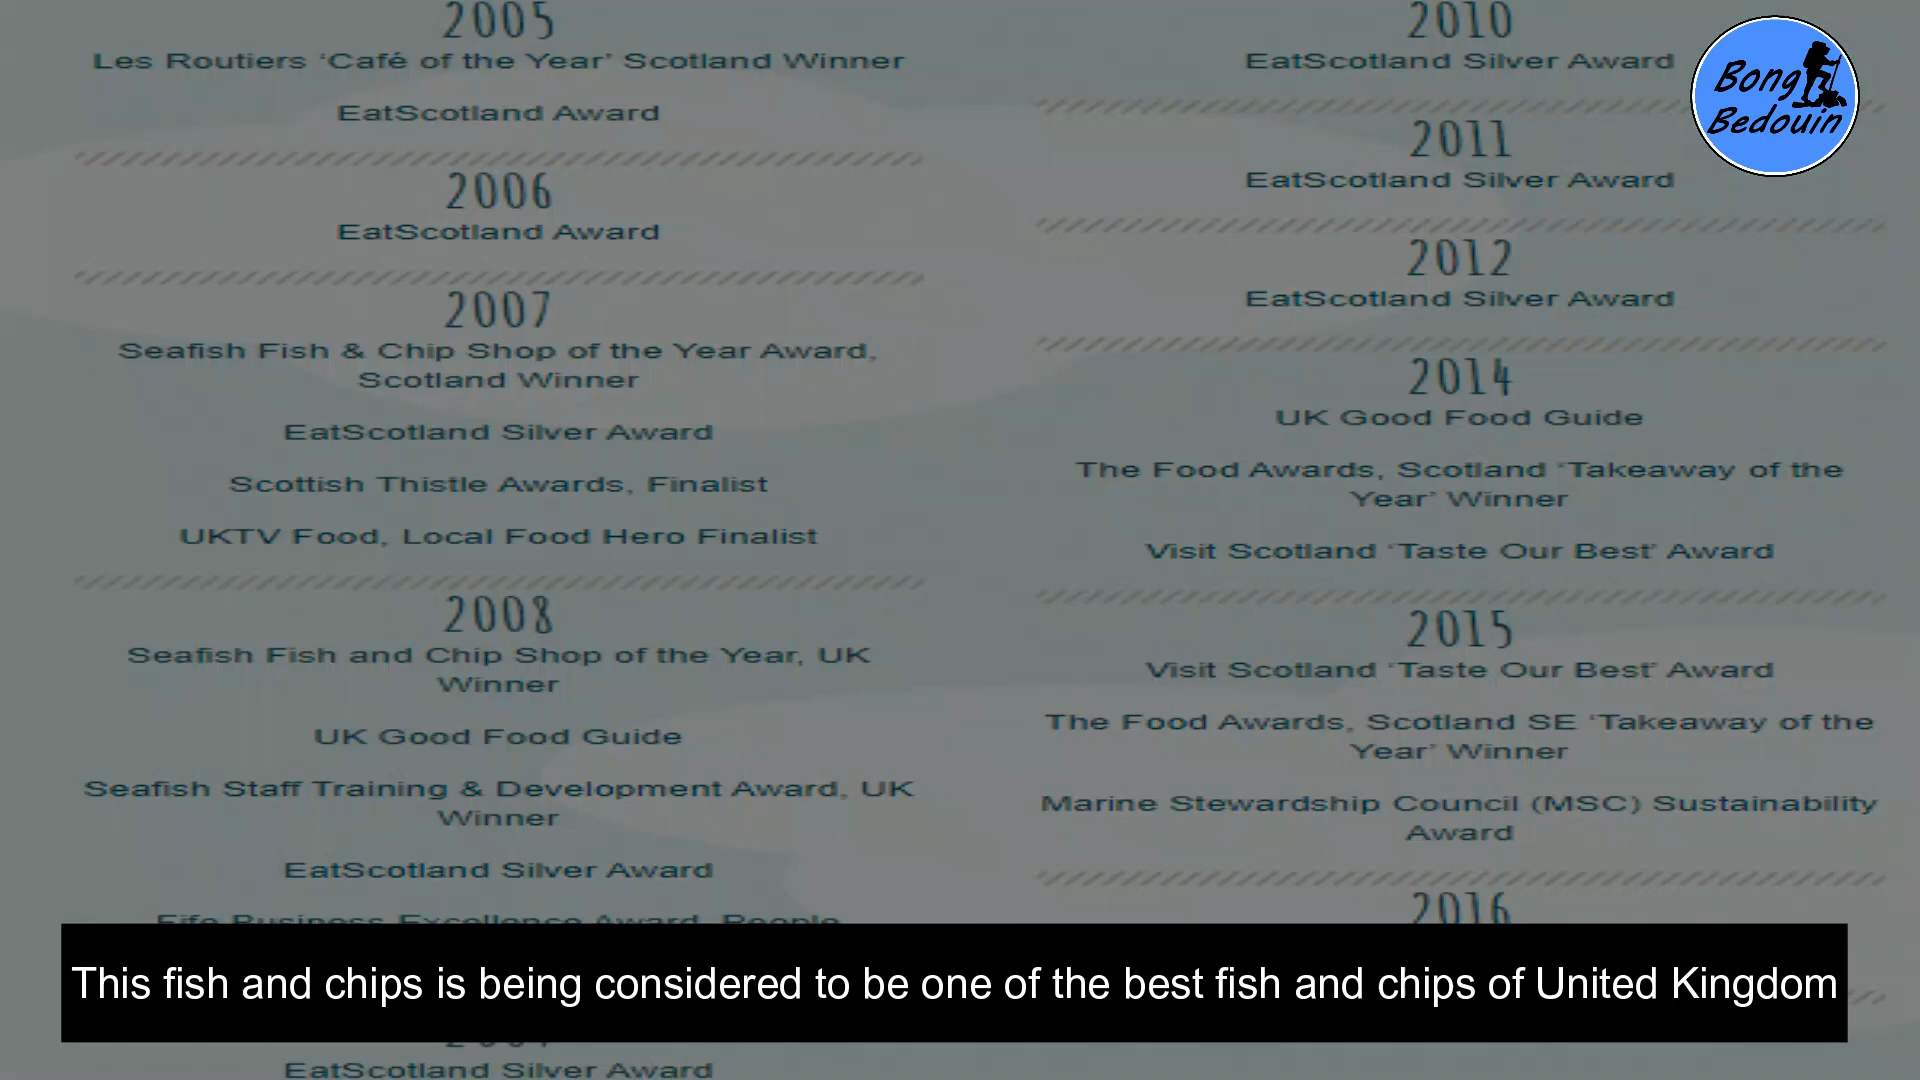 2005
Les Routiers ‘Café of the Year’ Scotland Winner
EatScotland Award
2006
EatScotland Award
2007
Seafish Fish & Chip Shop of the Year Award,
Scotland Winner
EatScotland Silver Award
Scottish Thistle Awards, Finalist
UKTV Food, Local Food Hero Finalist
2008
Seafish Fish and Chip Shop of the Year, UK
Winner
UK Good Food Guide
Seafish Staff Training & Development Award, UK
Winner
EatScotland Silver Award
Fife Business Excellence Award, People
EatScotland Silver Award
2010
EatScotland Silver Award
2011
EatScotland Silver Award
2012
EatScotland Silver Award
2014
UK Good Food Guide
The Food Awards, Scotland ‘Takeaway of the
Year’ Winner
Visit Scotland ‘Taste Our Best’ Award
2015
Visit Scotland ‘Taste Our Best’ Award
The Food Awards, Scotland SE ‘Takeaway of the
Year’ Winner
Marine Stewardship Council (MSC) Sustainability
Award
2016
Bong
Bedouin
This fish and chips is being considered to be one of the best fish and chips of United Kingdom